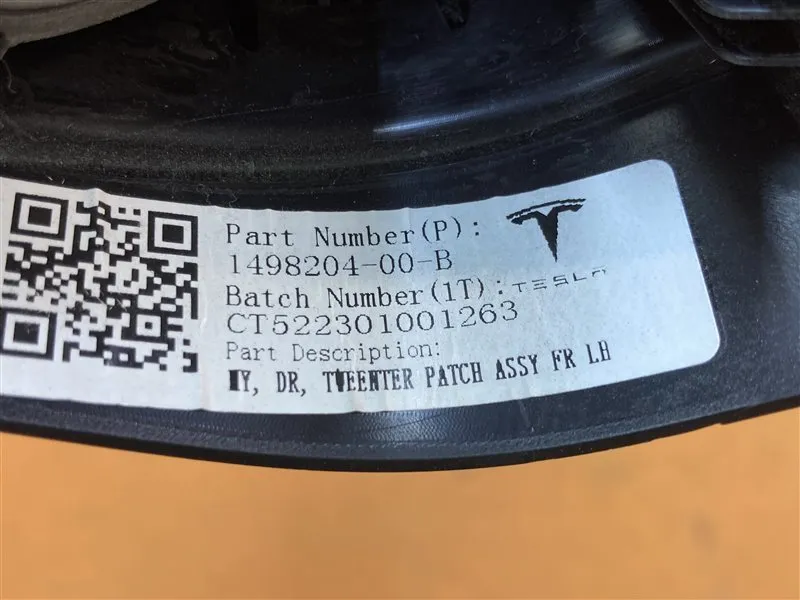 Part Number(P):
1498204-00-B
Batch Number(1T):
TESLA
CT522301001263
Part Description:
MY, DR, TWEENTER PATCH ASSY FR LH